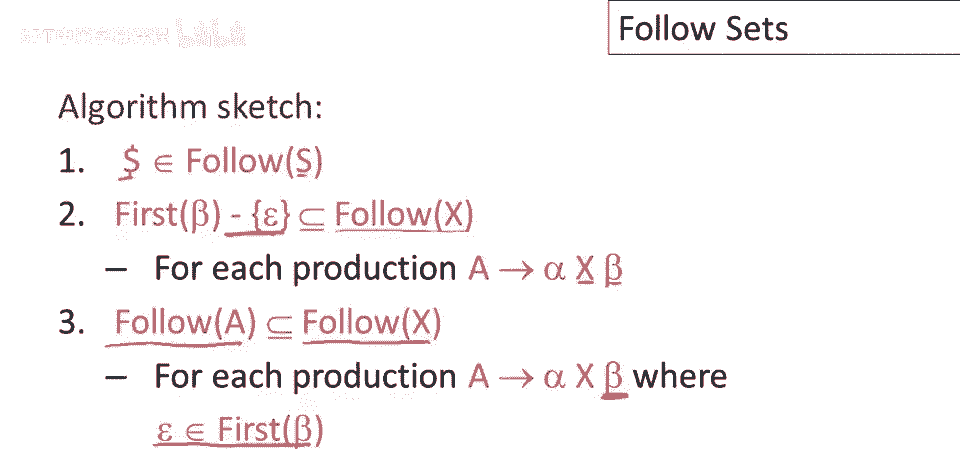 Follow Sets
Algorithm sketch:
1. $ ∈ Follow(S)
2. First(β) - {ε} ⊆ Follow(X)
– For each production A → α X β
3. Follow(A) ⊆ Follow(X)
– For each production A → α X β where
ε ∈ First(β)